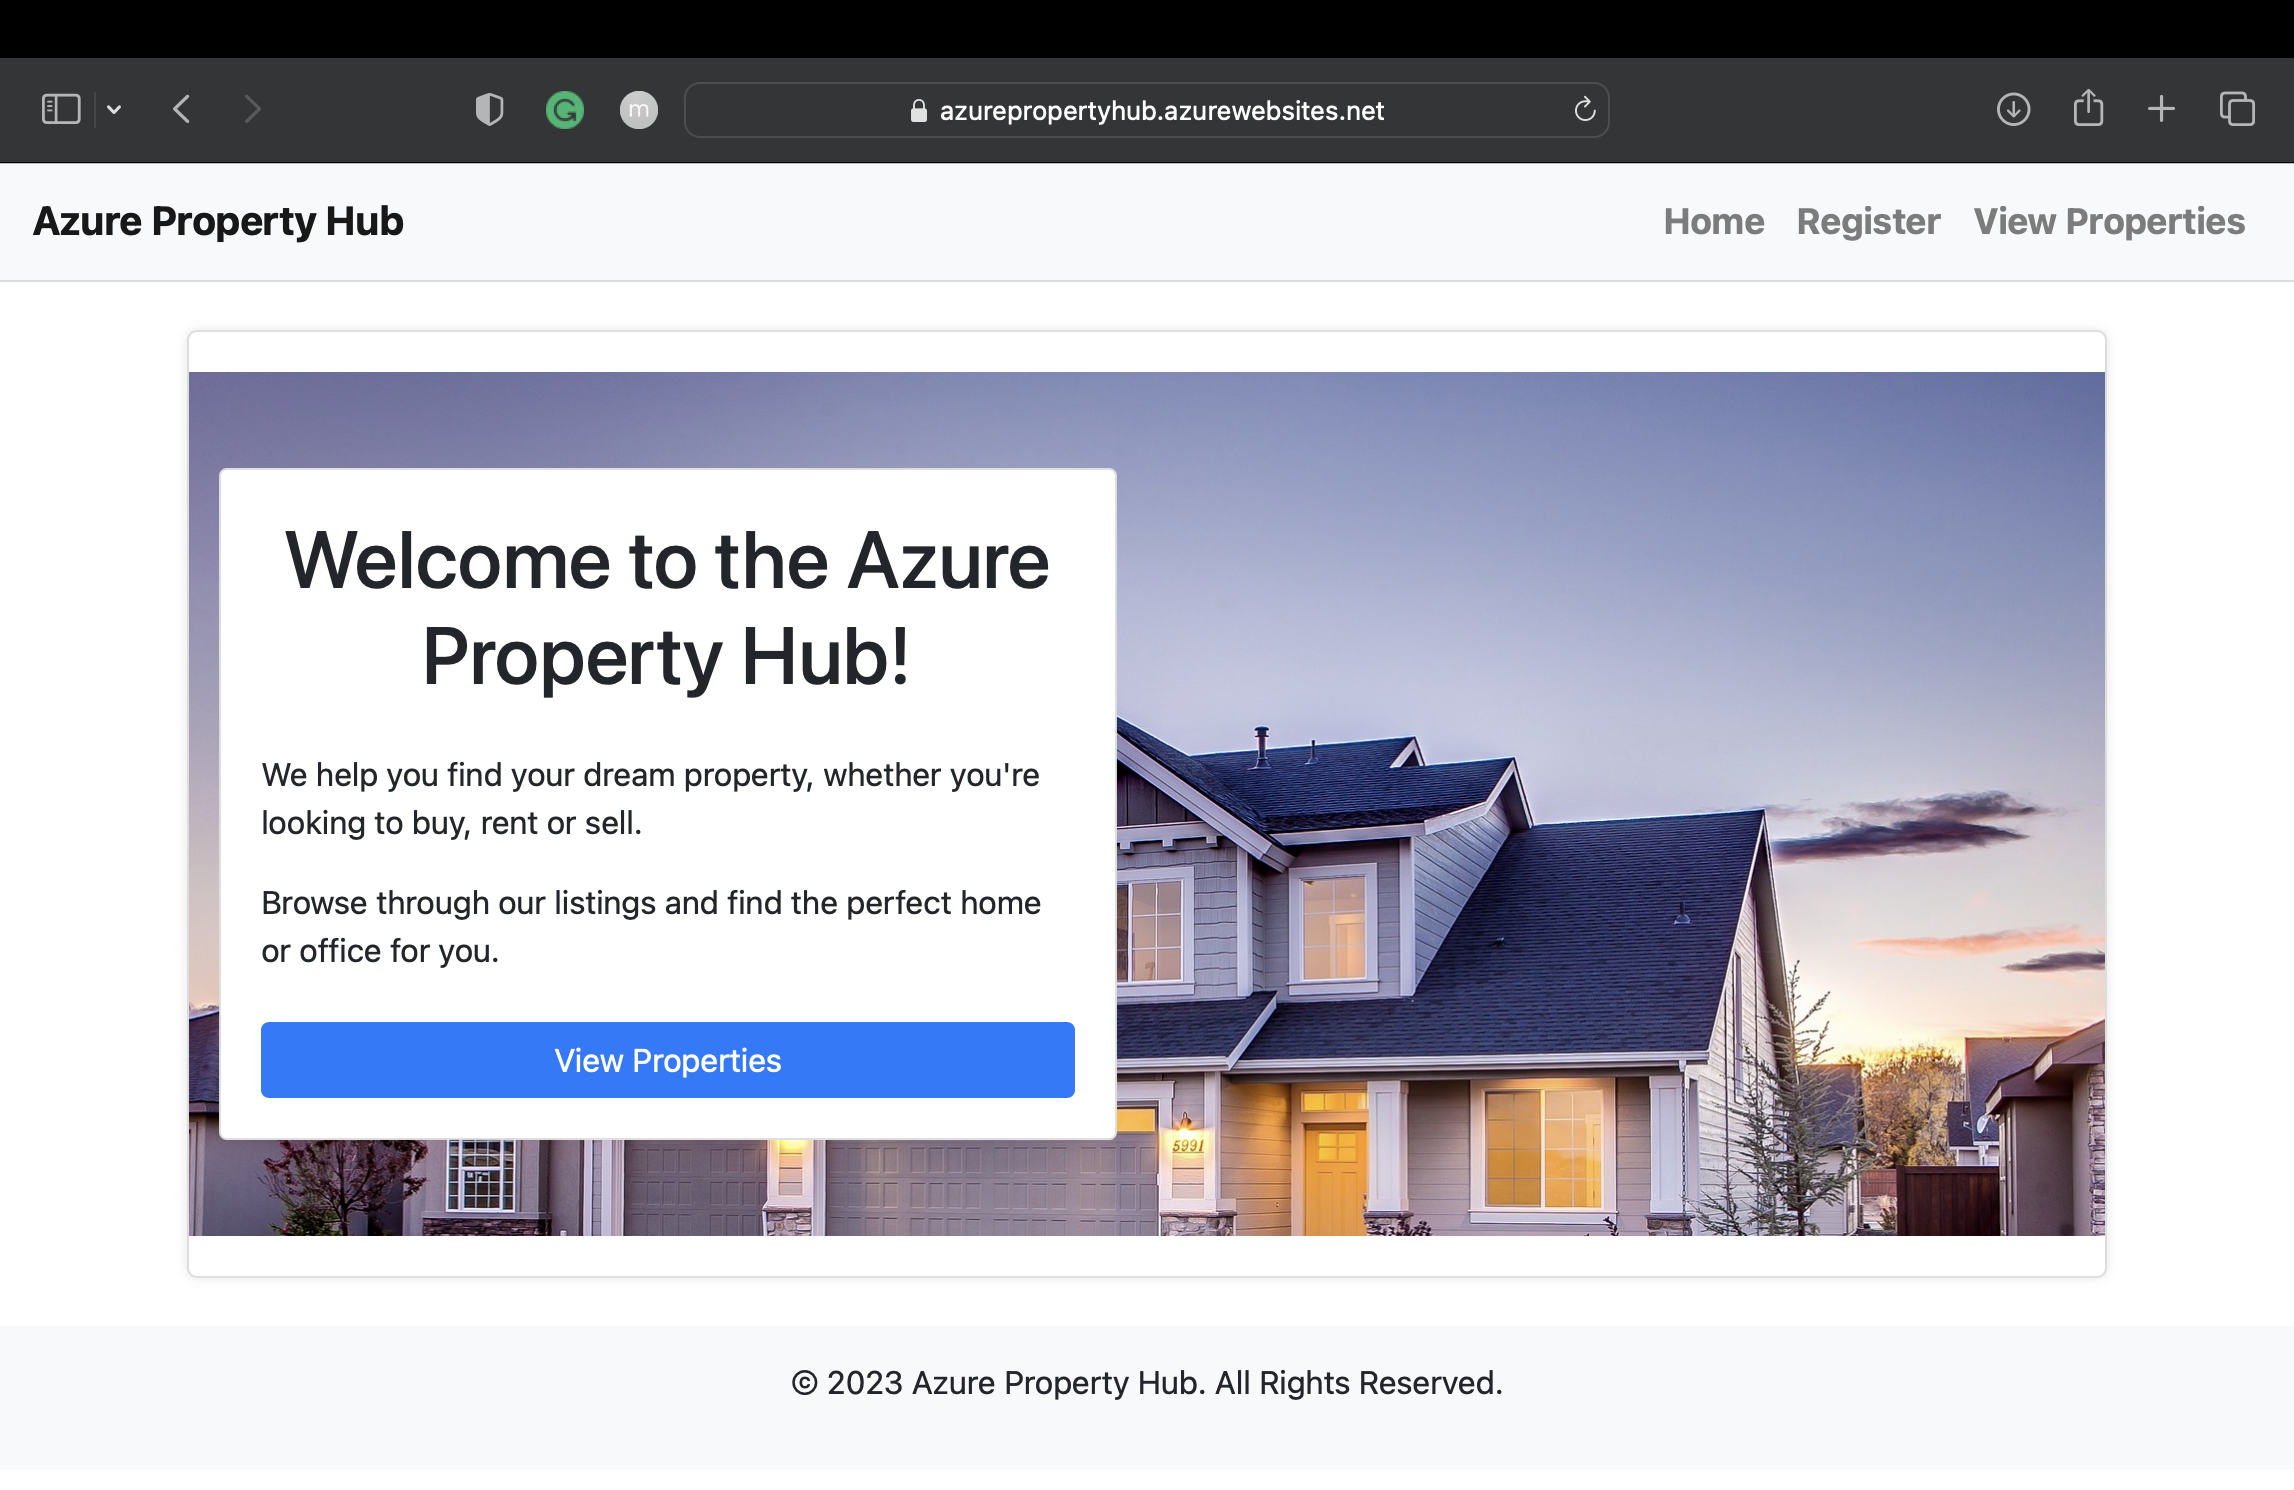 m
azurepropertyhub.azurewebsites.net
Azure Property Hub
Home Register View Properties
Welcome to the Azure
Property Hub!
We help you find your dream property, whether you're
looking to buy, rent or sell.
Browse through our listings and find the perfect home
or office for you.
View Properties
5991
© 2023 Azure Property Hub. All Rights Reserved.